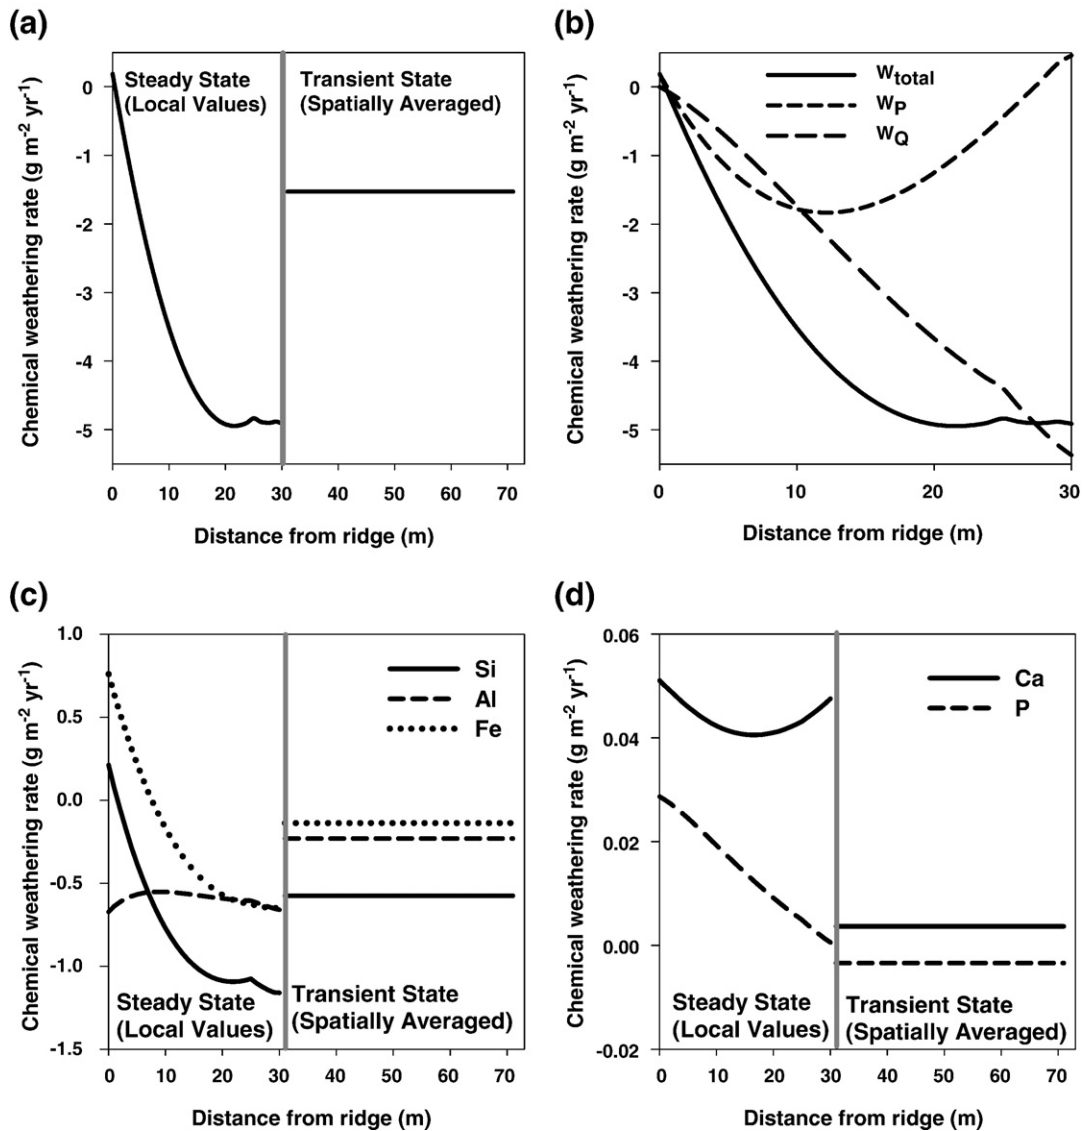 (a)
Chemical weathering rate (g m⁻² yr⁻¹)
0
-1
-2
-3
-4
-5
Steady State
(Local Values)
Transient State
(Spatially Averaged)
0 10 20 30 40 50 60 70
Distance from ridge (m)
(b)
Chemical weathering rate (g m⁻² yr⁻¹)
0
-1
-2
-3
-4
-5
W_total
W_P
W_Q
0 10 20 30
Distance from ridge (m)
(c)
Chemical weathering rate (g m⁻² yr⁻¹)
1.0
0.5
0.0
-0.5
-1.0
-1.5
Si
Al
Fe
Steady State
(Local Values)
Transient State
(Spatially Averaged)
0 10 20 30 40 50 60 70
Distance from ridge (m)
(d)
Chemical weathering rate (g m⁻² yr⁻¹)
0.06
0.04
0.02
0.00
-0.02
Ca
P
Steady State
(Local Values)
Transient State
(Spatially Averaged)
0 10 20 30 40 50 60 70
Distance from ridge (m)